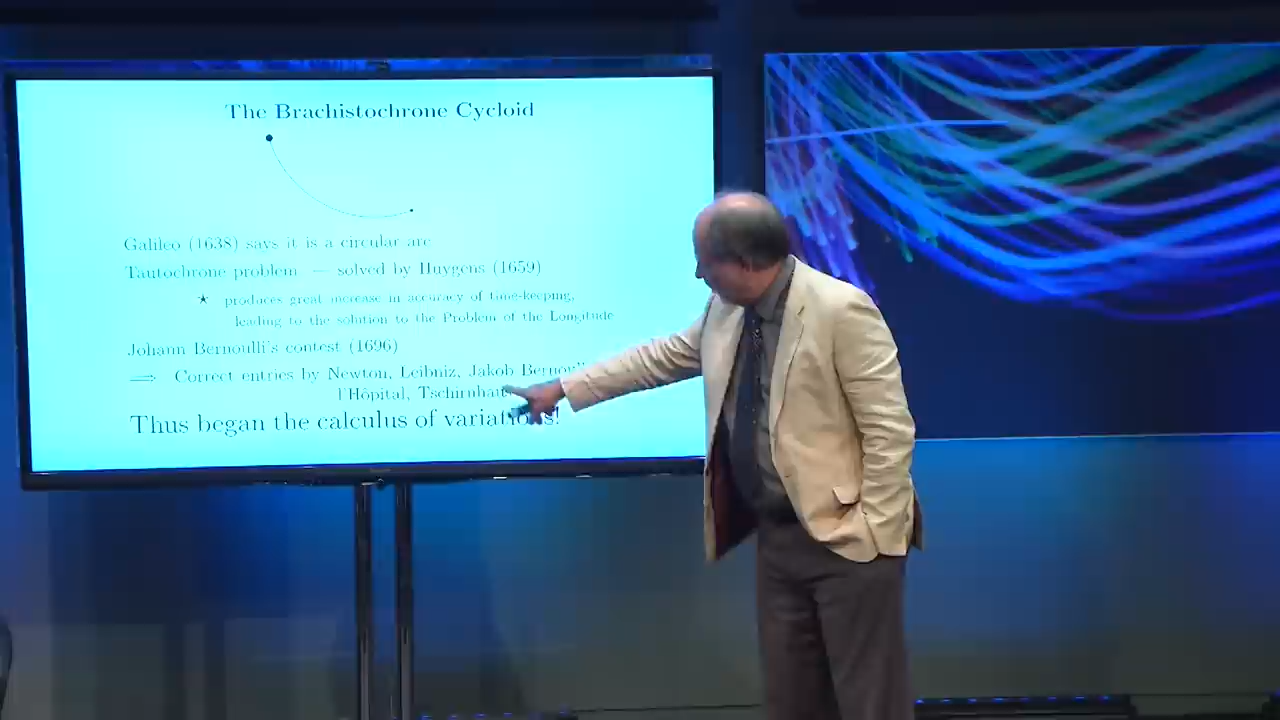 The Brachistochrone Cycloid
Galileo (1638) says it is a circular arc
Tautochrone problem — solved by Huygens (1659)
★ produces great increase in accuracy of time-keeping,
leading to the solution to the Problem of the Longitude
Johann Bernoulli's contest (1696)
⟹ Correct entries by Newton, Leibniz, Jakob
l'Hôpital,
Thus began the calculus of variations!